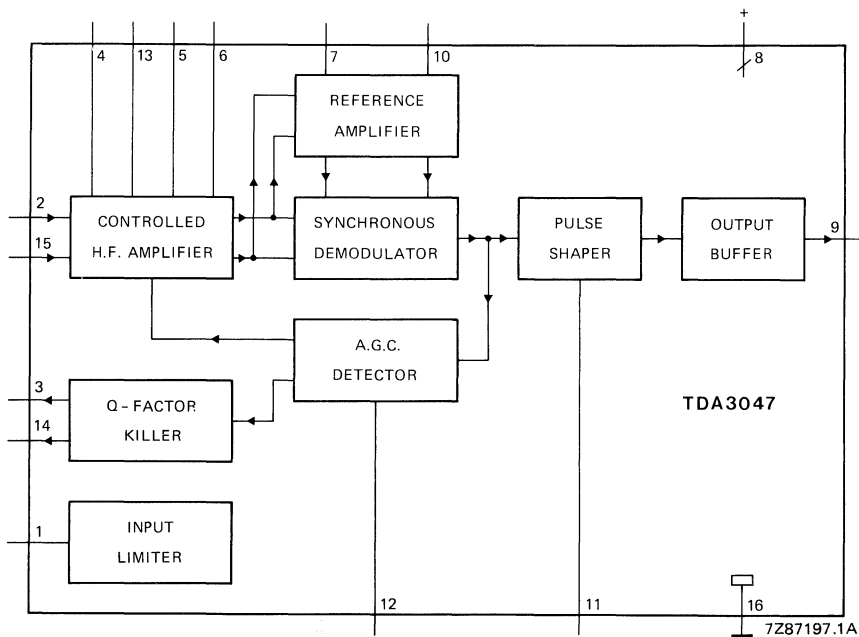 +
4 13 5 6 7 10 8
REFERENCE
AMPLIFIER
2
15
CONTROLLED
H.F. AMPLIFIER
SYNCHRONOUS
DEMODULATOR
PULSE
SHAPER
OUTPUT
BUFFER
9
A.G.C.
DETECTOR
3
14
Q-FACTOR
KILLER
TDA3047
1
INPUT
LIMITER
12 11 16
7Z87197.1A